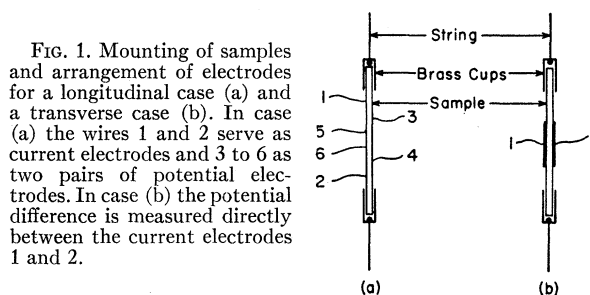 FIG. 1. Mounting of samples
and arrangement of electrodes
for a longitudinal case (a) and
a transverse case (b). In case
(a) the wires 1 and 2 serve as
current electrodes and 3 to 6 as
two pairs of potential elec-
trodes. In case (b) the potential
difference is measured directly
between the current electrodes
1 and 2.
String
Brass Cups
Sample
1
3
5
6
4
2
1
(a)
(b)